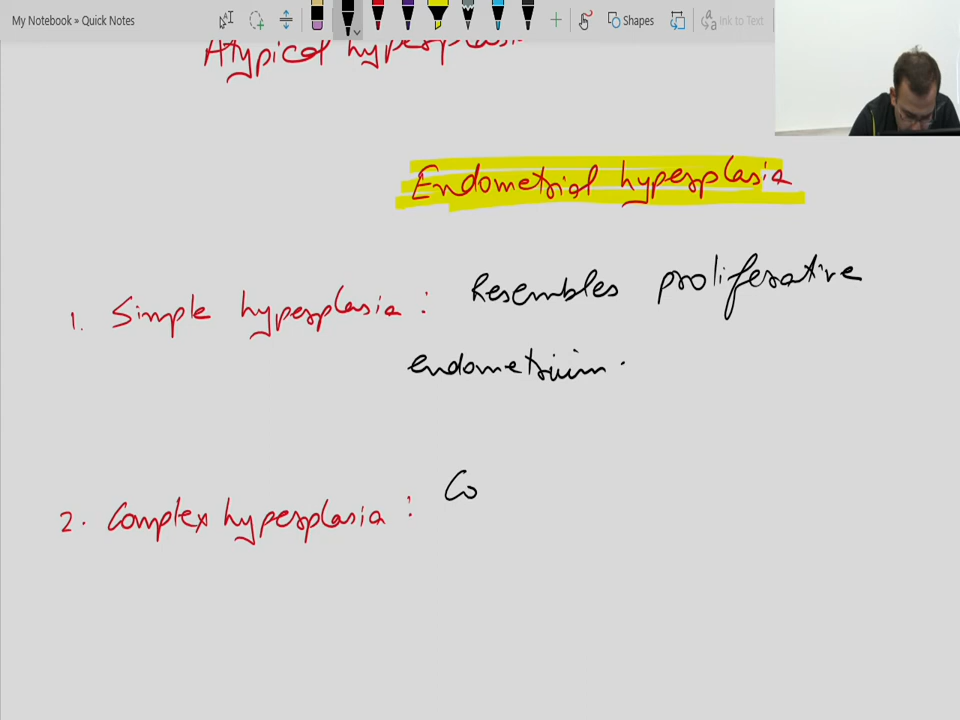 My Notebook » Quick Notes
Shapes
Ink to Text
Atypical hyperplasia
Endometrial hyperplasia
1. Simple hyperplasia : Resembles proliferative
endometrium.
2. Complex hyperplasia : Co